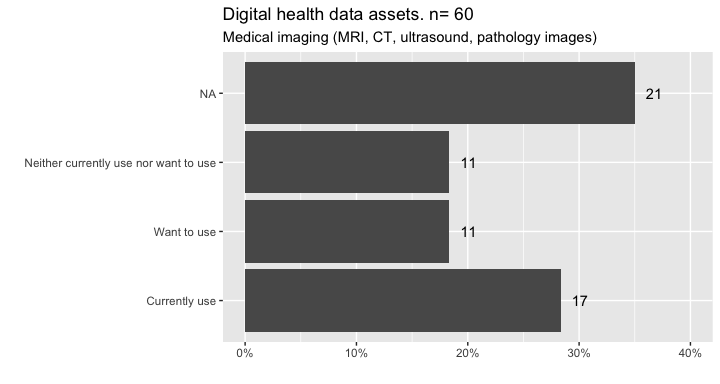 Digital health data assets. n= 60
Medical imaging (MRI, CT, ultrasound, pathology images)
NA
21
Neither currently use nor want to use
11
Want to use
11
Currently use
17
0%
10%
20%
30%
40%